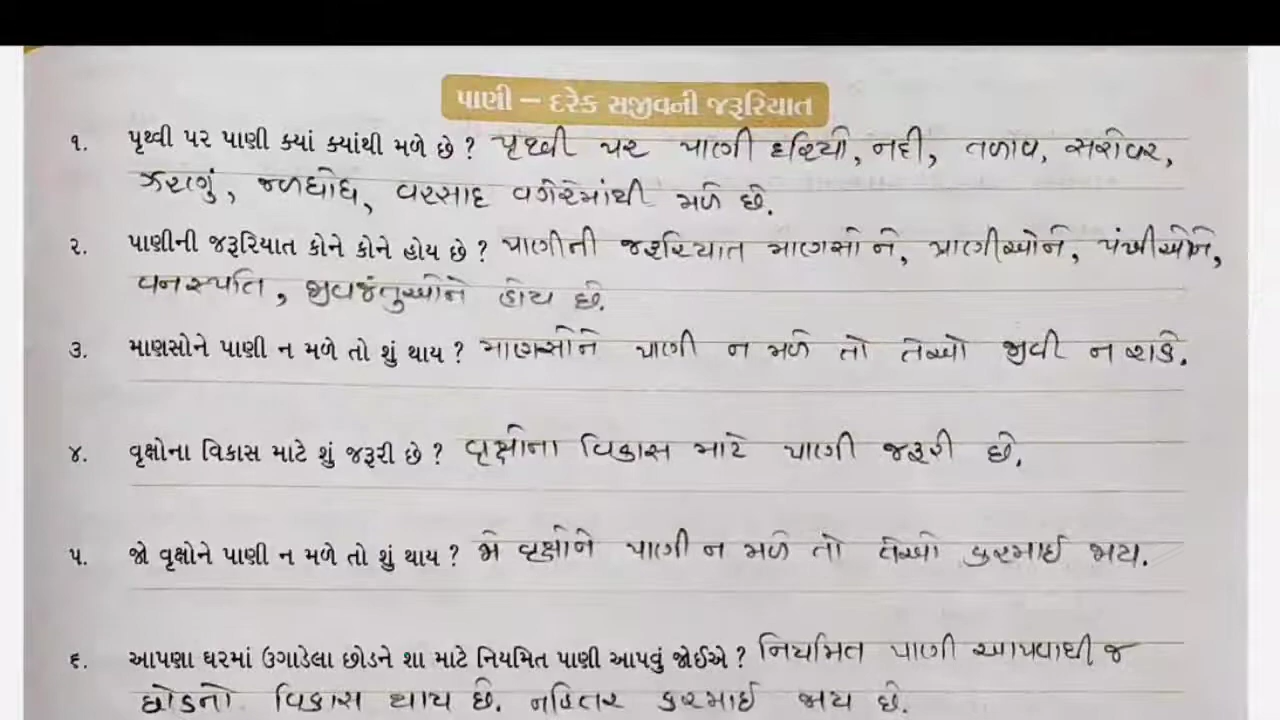 પાણી – દરેક સજીવની જરૂરિયાત
૧. પૃથ્વી પર પાણી ક્યાં ક્યાંથી મળે છે ? પૃથ્વી પર પાણી દરિયો, નદી, તળાવ, સરોવર,
ઝરણું, જળધોધ, વરસાદ વગેરેમાંથી મળે છે.
૨. પાણીની જરૂરિયાત કોને કોને હોય છે ? પાણીની જરૂરિયાત માણસોને, પ્રાણીઓને, પંખીઓને,
વનસ્પતિ, જીવજંતુઓને હોય છે.
૩. માણસોને પાણી ન મળે તો શું થાય ? માણસોને પાણી ન મળે તો તેઓ જીવી ન શકે.
૪. વૃક્ષોના વિકાસ માટે શું જરૂરી છે ? વૃક્ષોના વિકાસ માટે પાણી જરૂરી છે.
૫. જો વૃક્ષોને પાણી ન મળે તો શું થાય ? જો વૃક્ષોને પાણી ન મળે તો તેઓ કરમાઈ જાય.
૬. આપણા ઘરમાં ઉગાડેલા છોડને શા માટે નિયમિત પાણી આપવું જોઈએ ? નિયમિત પાણી આપવાથી જ
છોડનો વિકાસ થાય છે. નહિતર કરમાઈ જાય છે.